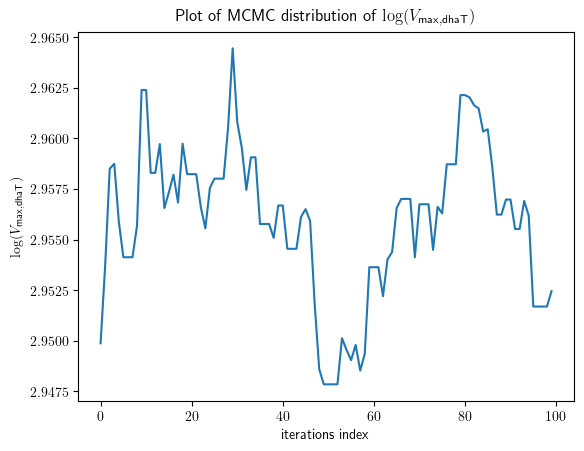 Plot of MCMC distribution of log(V_max,dhaT)
2.9650
2.9625
2.9600
2.9575
2.9550
2.9525
2.9500
2.9475
log(V_max,dhaT)
0 20 40 60 80 100
iterations index